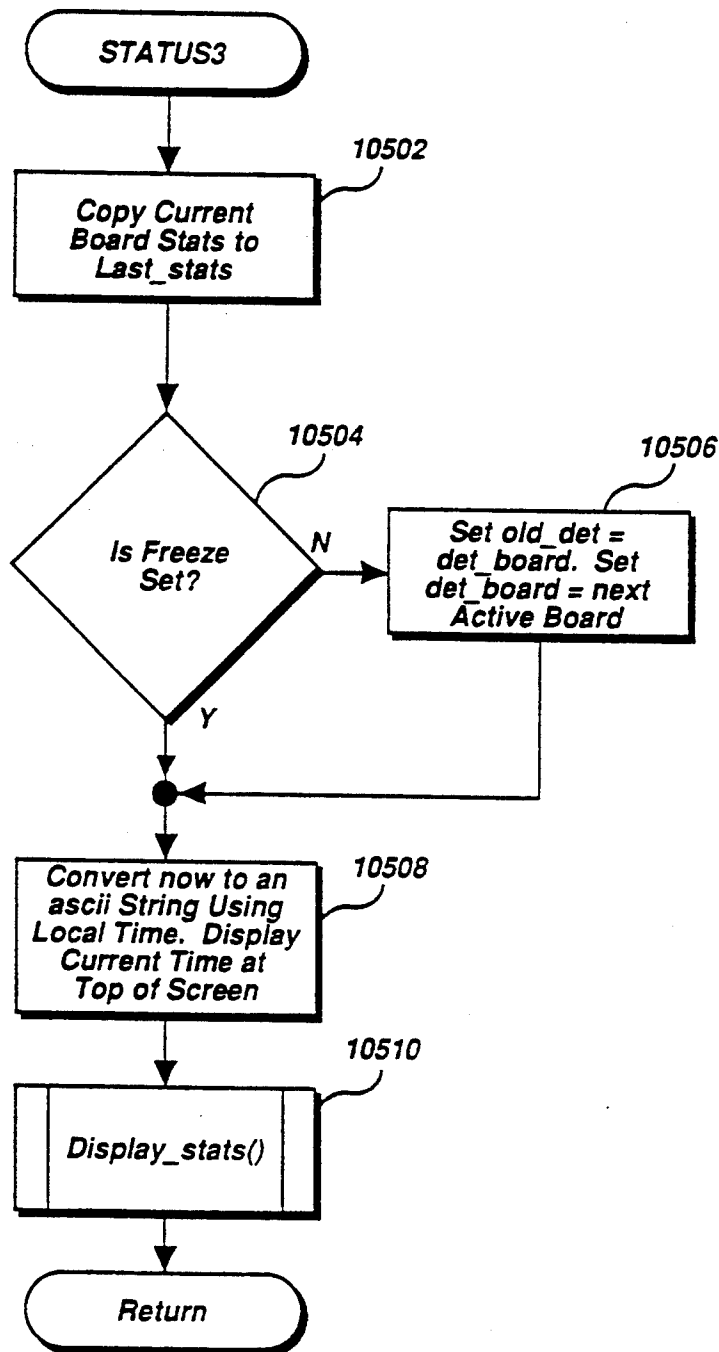 STATUS3
10502
Copy Current
Board Stats to
Last_stats
10504
Is Freeze
Set?
N
Y
10506
Set old_det =
det_board. Set
det_board = next
Active Board
10508
Convert now to an
ascii String Using
Local Time. Display
Current Time at
Top of Screen
10510
Display_stats()
Return